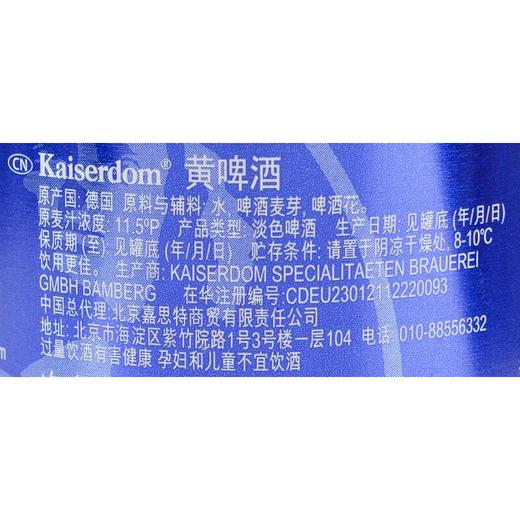 CN Kaiserdom® 黄啤酒
原产国: 德国 原料与辅料: 水, 啤酒麦芽, 啤酒花。
原麦汁浓度: 11.5ºP 产品类型: 淡色啤酒 生产日期: 见罐底 (年/月/日)
保质期 (至): 见罐底 (年/月/日) 贮存条件: 请置于阴凉干燥处, 8-10℃
饮用更佳. 生产商: KAISERDOM SPECIALITAETEN BRAUEREI
GMBH BAMBERG 在华注册编号: CDEU23012112220093
中国总代理: 北京嘉思特商贸有限责任公司
地址: 北京市海淀区紫竹院路1号3号楼一层104 电话: 010-88556332
过量饮酒有害健康 孕妇和儿童不宜饮酒
m